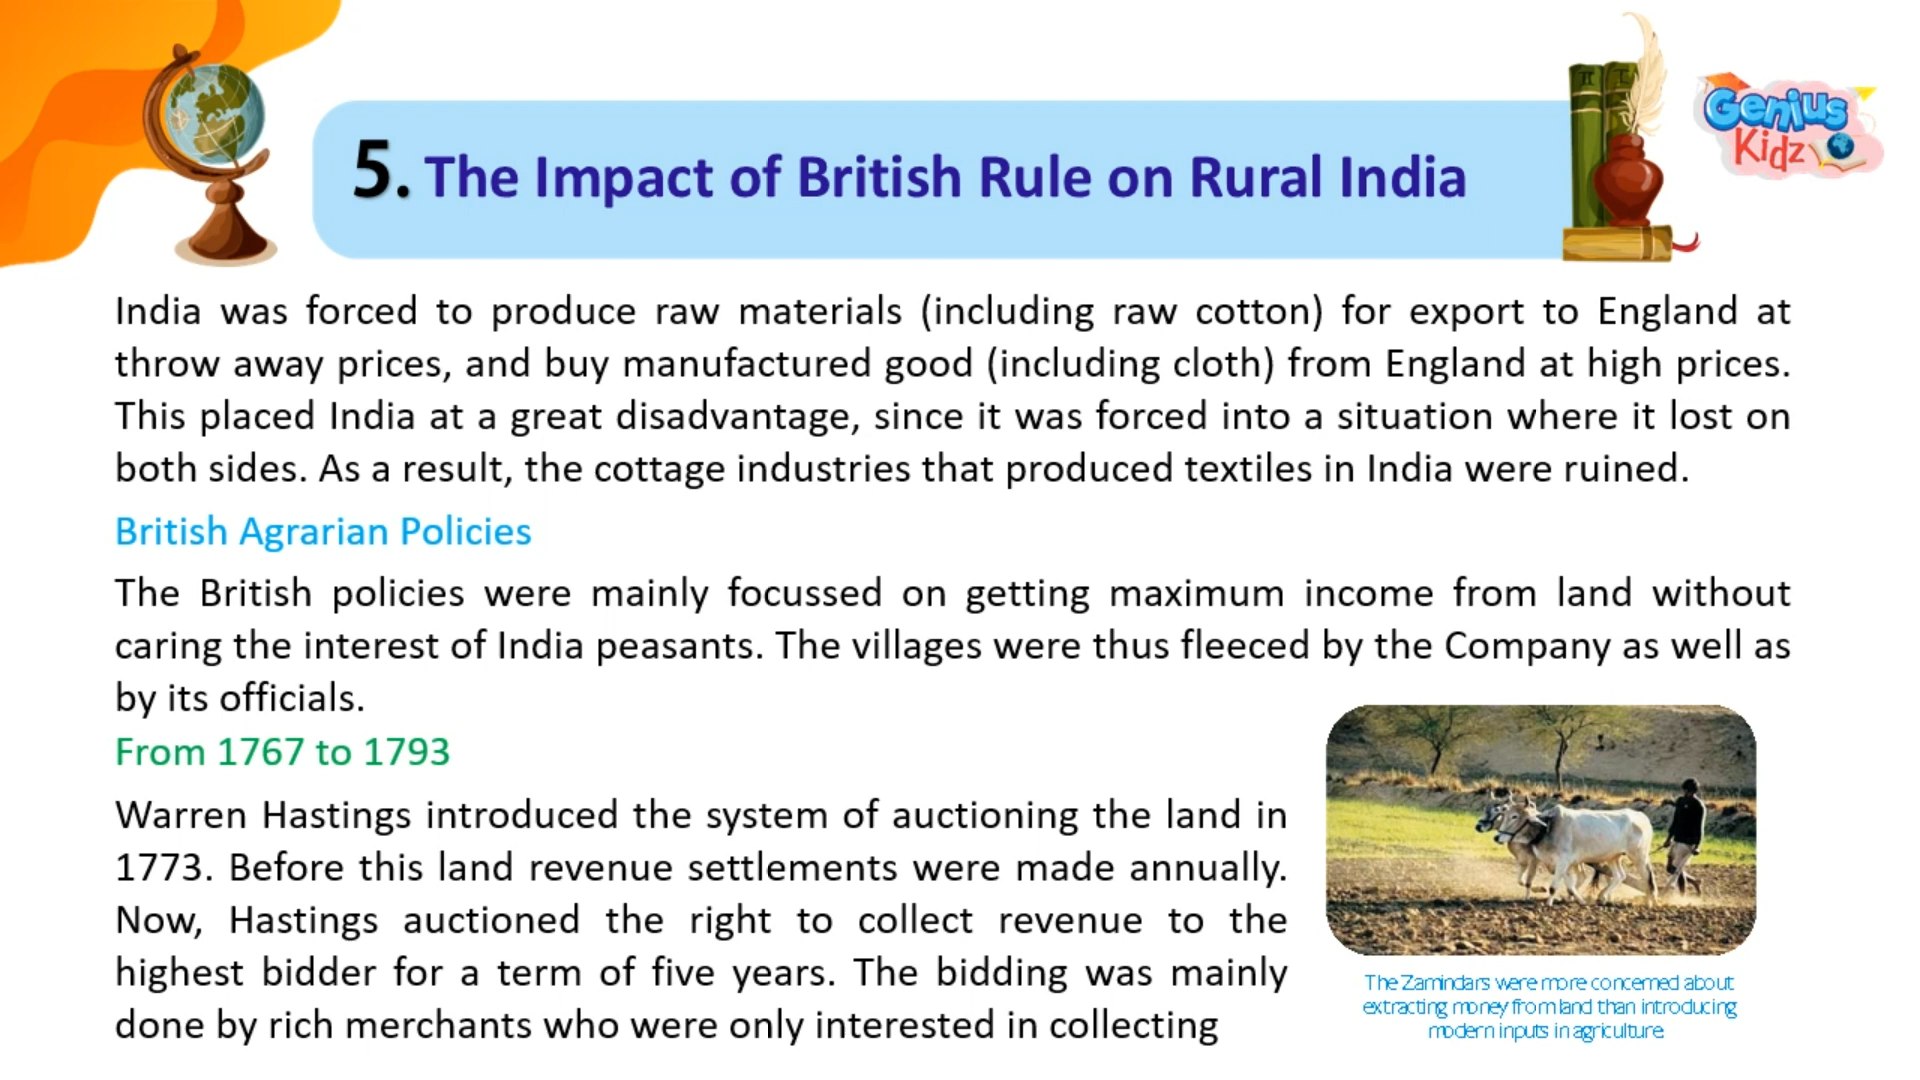 Genius
Kidz
5. The Impact of British Rule on Rural India
India was forced to produce raw materials (including raw cotton) for export to England at
throw away prices, and buy manufactured good (including cloth) from England at high prices.
This placed India at a great disadvantage, since it was forced into a situation where it lost on
both sides. As a result, the cottage industries that produced textiles in India were ruined.
British Agrarian Policies
The British policies were mainly focussed on getting maximum income from land without
caring the interest of India peasants. The villages were thus fleeced by the Company as well as
by its officials.
From 1767 to 1793
Warren Hastings introduced the system of auctioning the land in
1773. Before this land revenue settlements were made annually.
Now, Hastings auctioned the right to collect revenue to the
highest bidder for a term of five years. The bidding was mainly
done by rich merchants who were only interested in collecting
The Zamindars were more concerned about
extracting money from land than introducing
modern inputs in agriculture